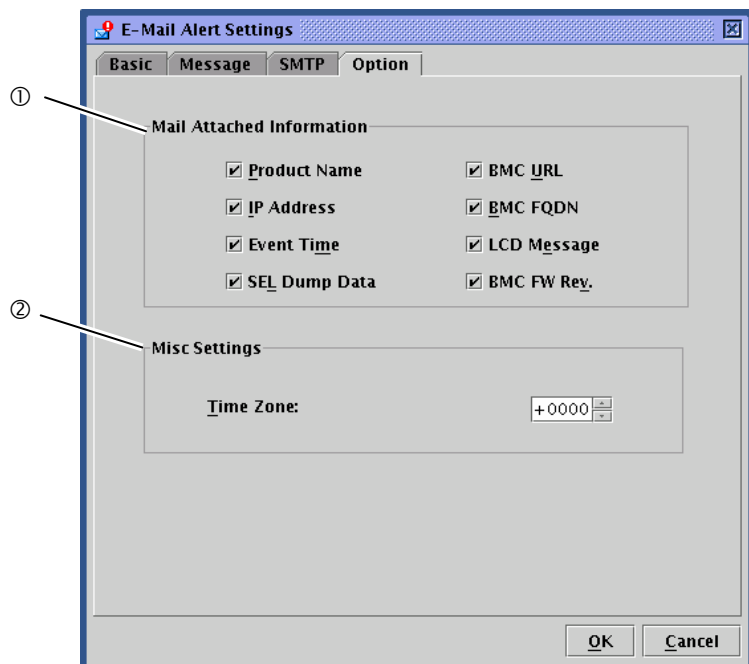 E-Mail Alert Settings
Basic Message SMTP Option
①
Mail Attached Information
Product Name BMC URL
IP Address BMC FQDN
Event Time LCD Message
SEL Dump Data BMC FW Rev.
②
Misc Settings
Time Zone: +0000
OK Cancel